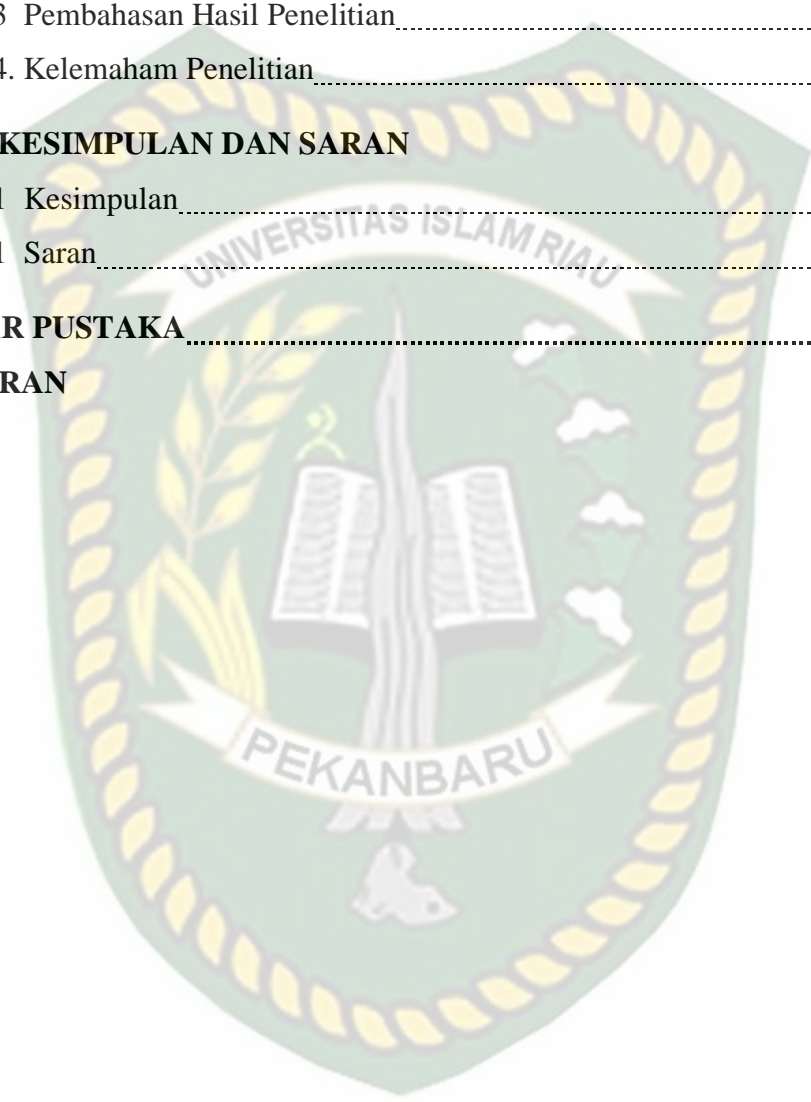 3 Pembahasan Hasil Penelitian
4. Kelemaham Penelitian
KESIMPULAN DAN SARAN
1 Kesimpulan
1 Saran
R PUSTAKA
RAN
UNIVERSITAS ISLAM RIAU
PEKANBARU